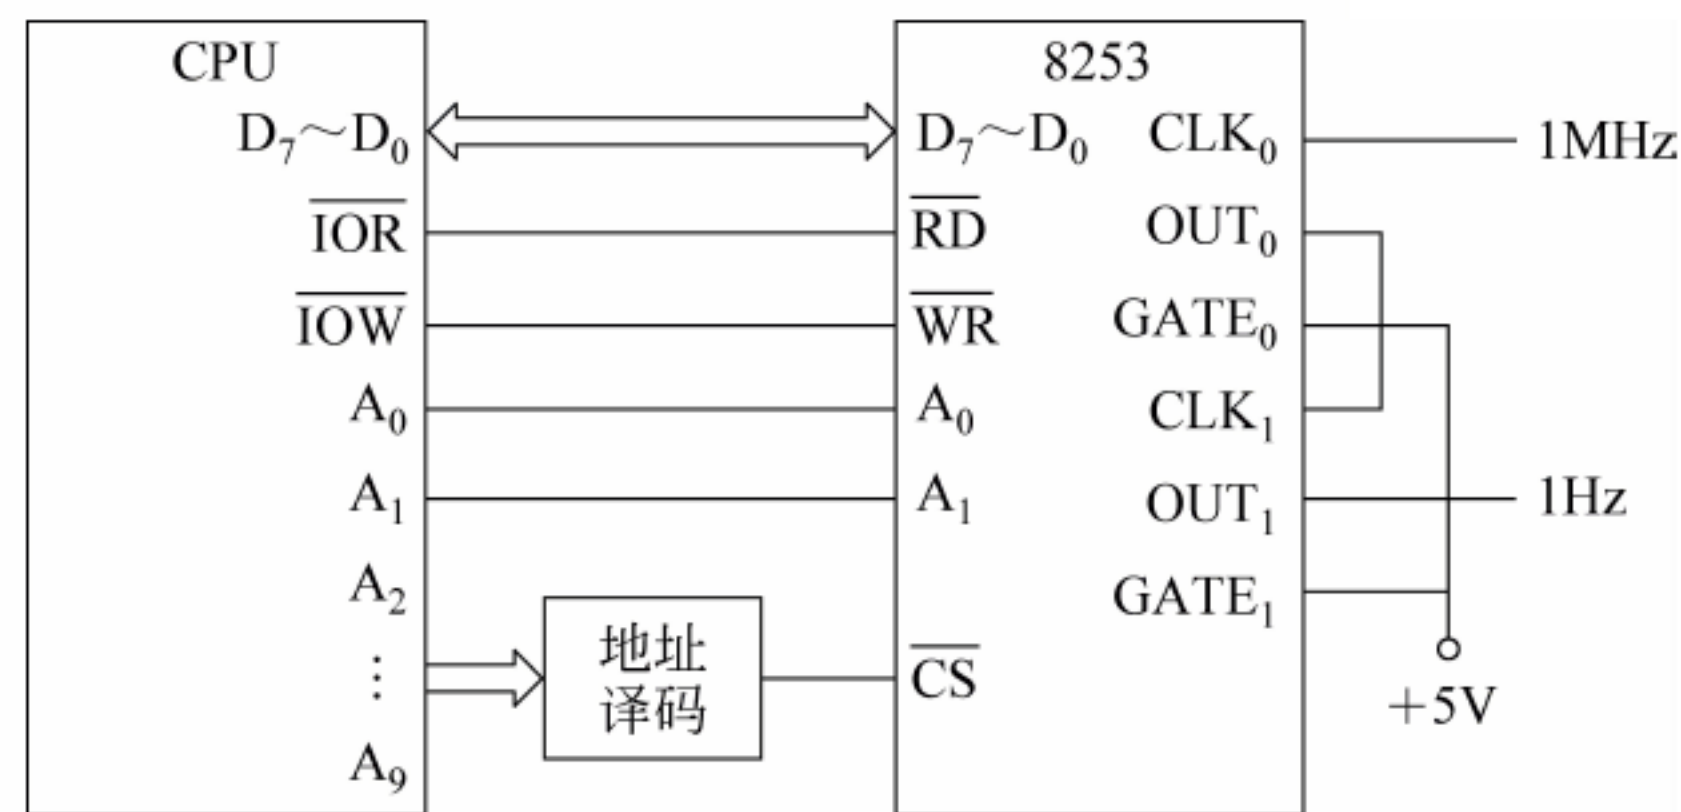 CPU
D₇～D₀
IOR
IOW
A₀
A₁
A₂
⋮
A₉
地址
译码
8253
D₇～D₀
RD
WR
A₀
A₁
CS
CLK₀
OUT₀
GATE₀
CLK₁
OUT₁
GATE₁
1MHz
1Hz
+5V